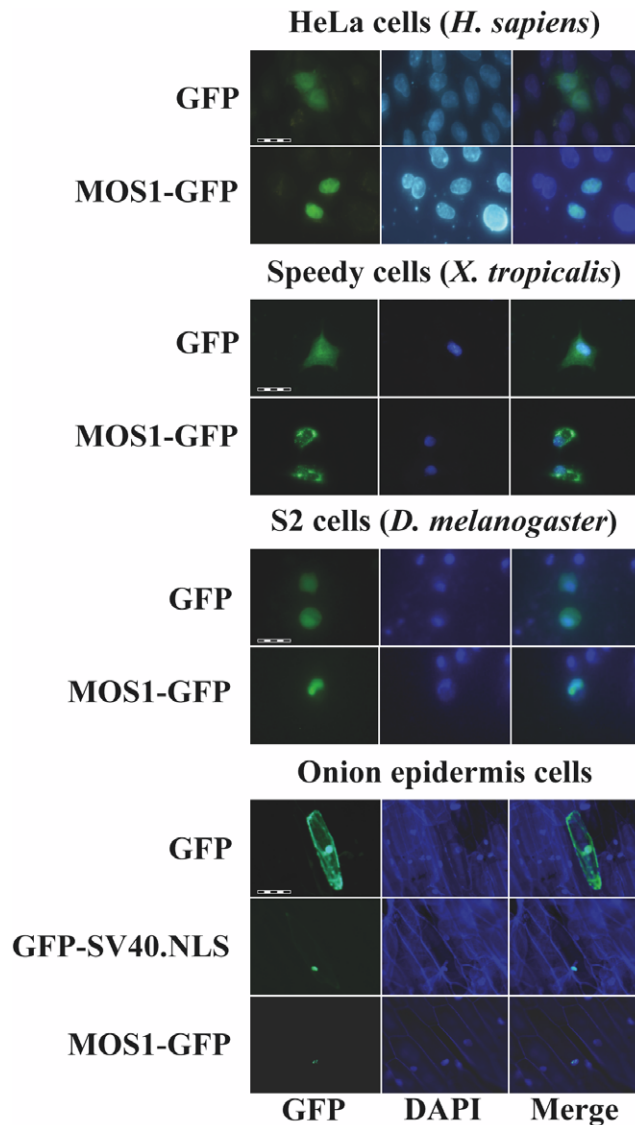 HeLa cells (H. sapiens)
GFP
MOS1-GFP
Speedy cells (X. tropicalis)
GFP
MOS1-GFP
S2 cells (D. melanogaster)
GFP
MOS1-GFP
Onion epidermis cells
GFP
GFP-SV40.NLS
MOS1-GFP
GFP DAPI Merge